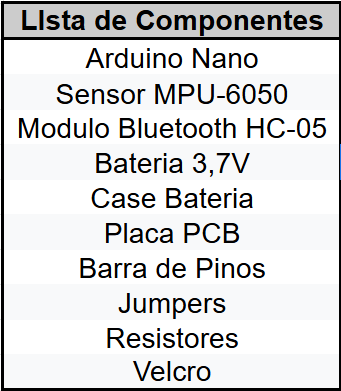 LIsta de Componentes
Arduino Nano
Sensor MPU-6050
Modulo Bluetooth HC-05
Bateria 3,7V
Case Bateria
Placa PCB
Barra de Pinos
Jumpers
Resistores
Velcro